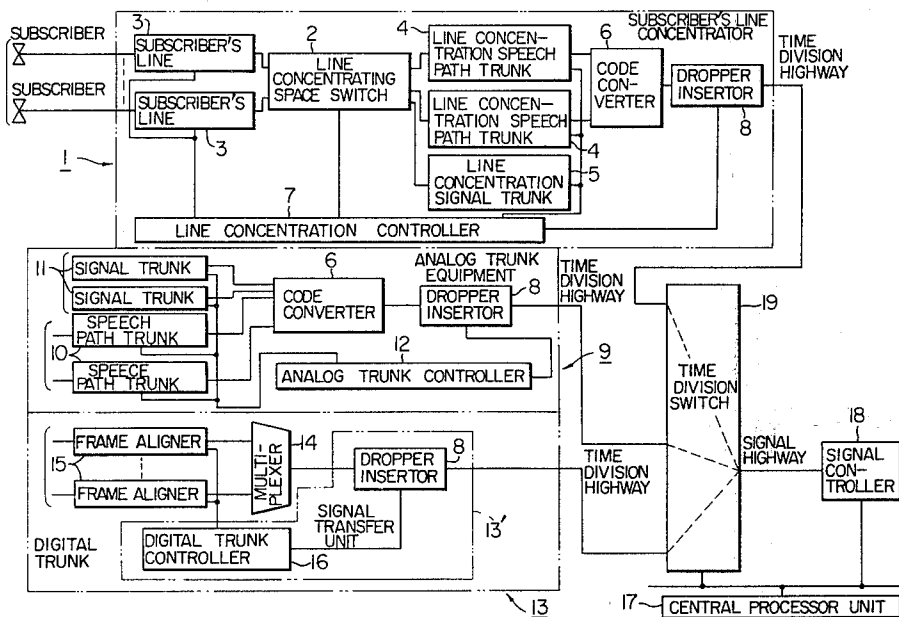 SUBSCRIBER
3
SUBSCRIBER'S
LINE
SUBSCRIBER
SUBSCRIBER'S
LINE
3
2
LINE
CONCENTRATING
SPACE SWITCH
4
LINE CONCEN-
TRATION SPEECH
PATH TRUNK
LINE CONCEN-
TRATION SPEECH
PATH TRUNK
4
LINE
CONCENTRATION
SIGNAL TRUNK
5
6
CODE
CON-
VERTER
SUBSCRIBER'S LINE
CONCENTRATOR
DROPPER
INSERTOR
8
TIME
DIVISION
HIGHWAY
1
7
LINE CONCENTRATION CONTROLLER
11
SIGNAL TRUNK
SIGNAL TRUNK
10
SPEECH
PATH TRUNK
SPEECE
PATH TRUNK
6
CODE
CONVERTER
ANALOG TRUNK
EQUIPMENT
DROPPER
INSERTOR
8
TIME
DIVISION
HIGHWAY
12
ANALOG TRUNK CONTROLLER
9
19
TIME
DIVISION
SWITCH
SIGNAL
HIGHWAY
18
SIGNAL
CON-
TROLLER
FRAME ALIGNER
15
FRAME ALIGNER
MULTI-
PLEXER
14
DROPPER
INSERTOR
8
TIME
DIVISION
HIGHWAY
SIGNAL
TRANSFER
UNIT
13'
DIGITAL
TRUNK
DIGITAL TRUNK
CONTROLLER
16
13
17
CENTRAL PROCESSOR UNIT